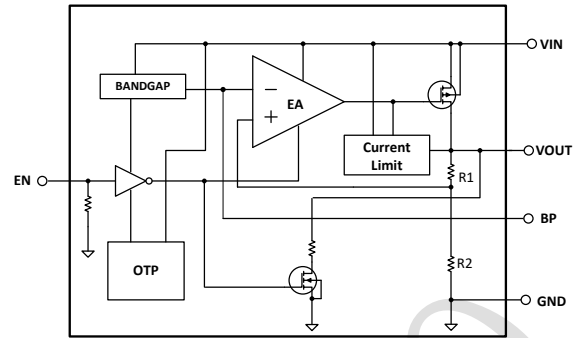 VIN
BANDGAP
−
EA
+
Current
Limit
VOUT
R1
EN
BP
OTP
R2
GND